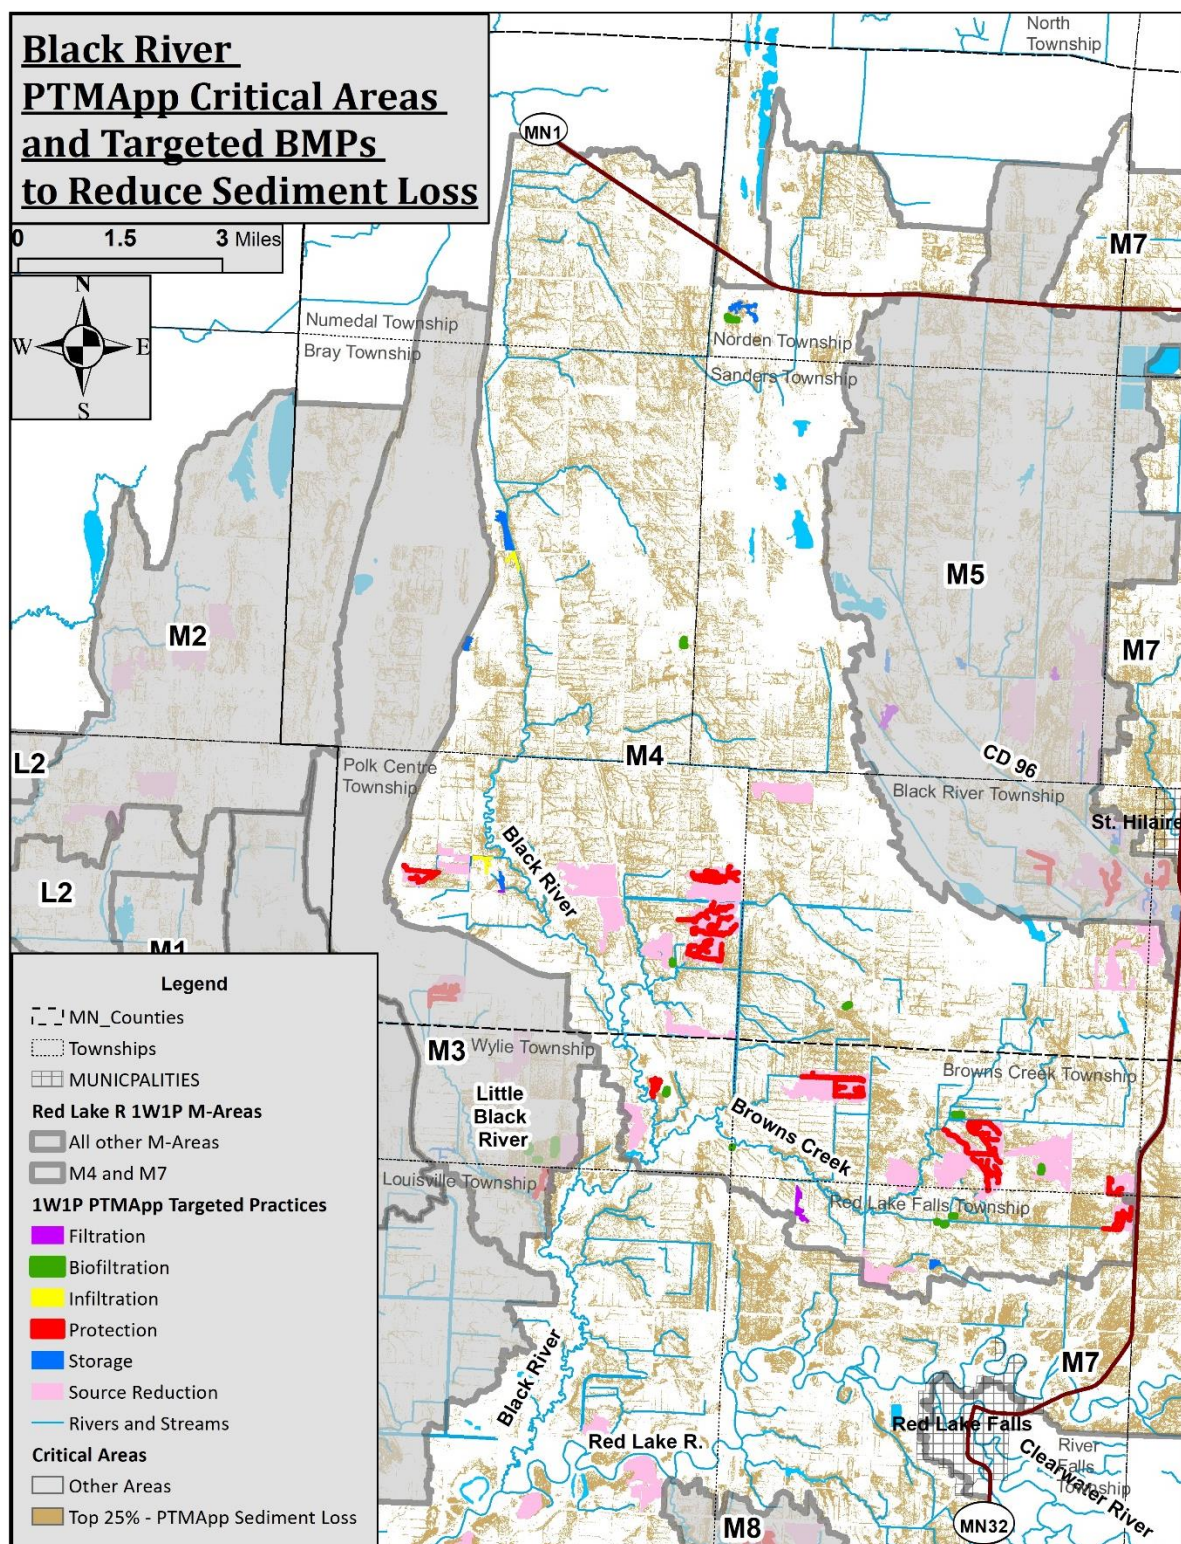 Black River
PTMApp Critical Areas
and Targeted BMPs
to Reduce Sediment Loss
0 1.5 3 Miles
N
W E
S
North
Township
MN1
M7
Numedal Township
Bray Township
Norden Township
Sanders Township
M5
M2
M7
M4
L2
Polk Centre
Township
CD 96
Black River Township
St. Hilaire
Black River
L2
M1
M3
Wylie Township
Little
Black
River
Browns Creek Township
Browns Creek
Louisville Township
Red Lake Falls Township
Black River
M7
Red Lake Falls
Red Lake R.
River
Falls
Township
Clearwater River
M8
MN32
Legend
MN_Counties
Townships
MUNICPALITIES
Red Lake R 1W1P M-Areas
All other M-Areas
M4 and M7
1W1P PTMApp Targeted Practices
Filtration
Biofiltration
Infiltration
Protection
Storage
Source Reduction
Rivers and Streams
Critical Areas
Other Areas
Top 25% - PTMApp Sediment Loss